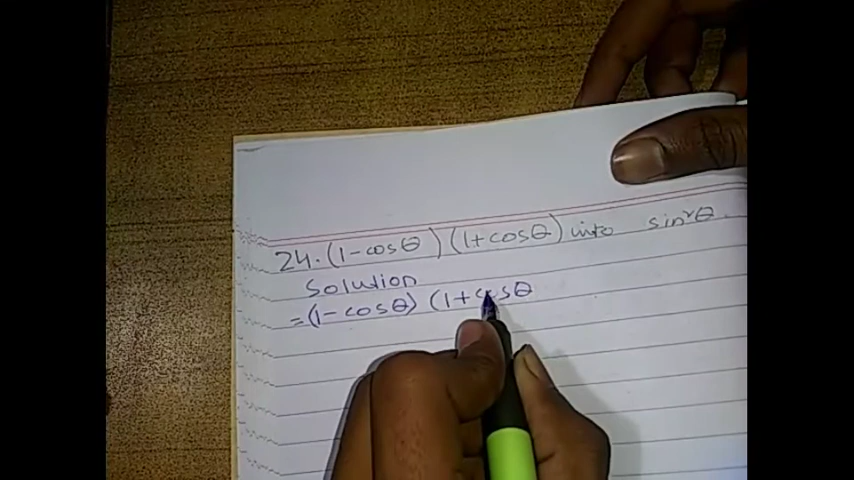 24. (1-cosθ) (1+cosθ) into sin²θ.
Solution
= (1-cosθ) (1+cosθ